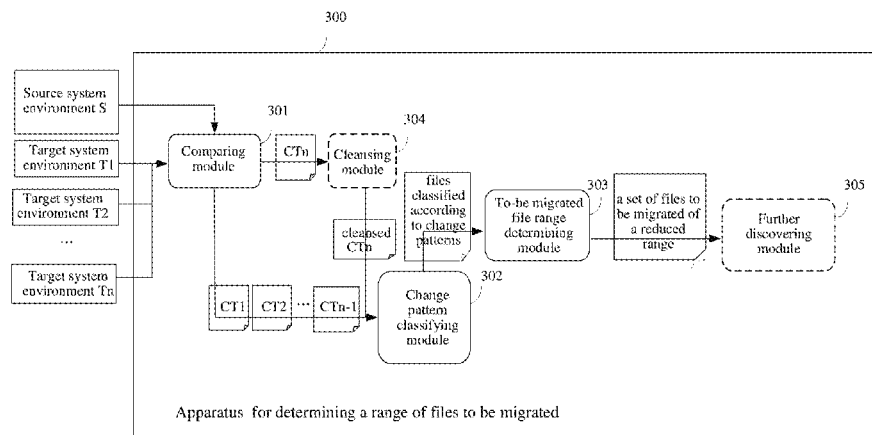 300
Source system
environment S
Target system
environment T1
Target system
environment T2
...
Target system
environment Tn
301
Comparing
module
CTn
304
Cleansing
module
cleansed
CTn
files
classified
according
to change
patterns
To-be migrated
file range
determining
module
303
a set of files to
be migrated of
a reduced
range
305
Further
discovering
module
302
CT1
CT2
...
CTn-1
Change
pattern
classifying
module
Apparatus for determining a range of files to be migrated